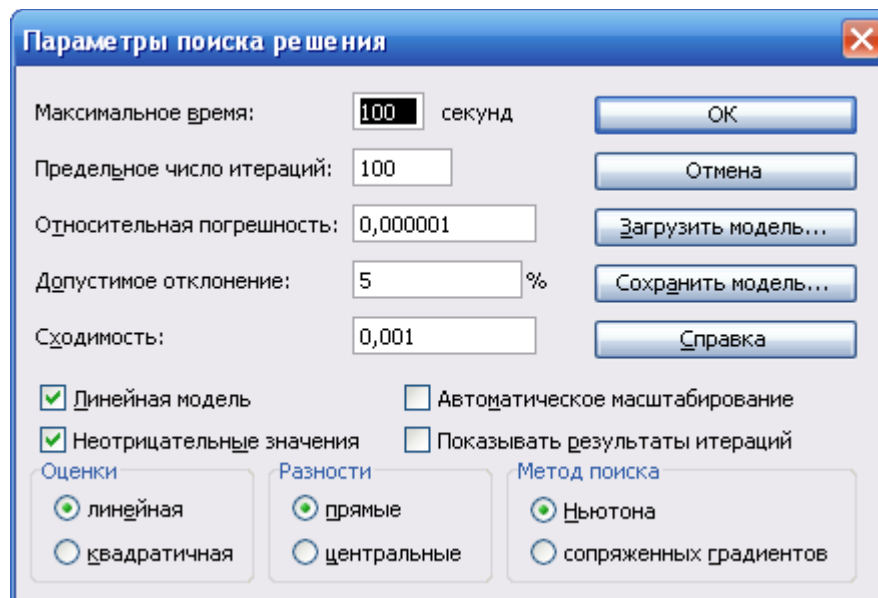 Параметры поиска решения
Максимальное время: 100 секунд OK
Предельное число итераций: 100 Отмена
Относительная погрешность: 0,000001 Загрузить модель...
Допустимое отклонение: 5 % Сохранить модель...
Сходимость: 0,001 Справка
Линейная модель Автоматическое масштабирование
Неотрицательные значения Показывать результаты итераций
Оценки Разности Метод поиска
линейная прямые Ньютона
квадратичная центральные сопряженных градиентов